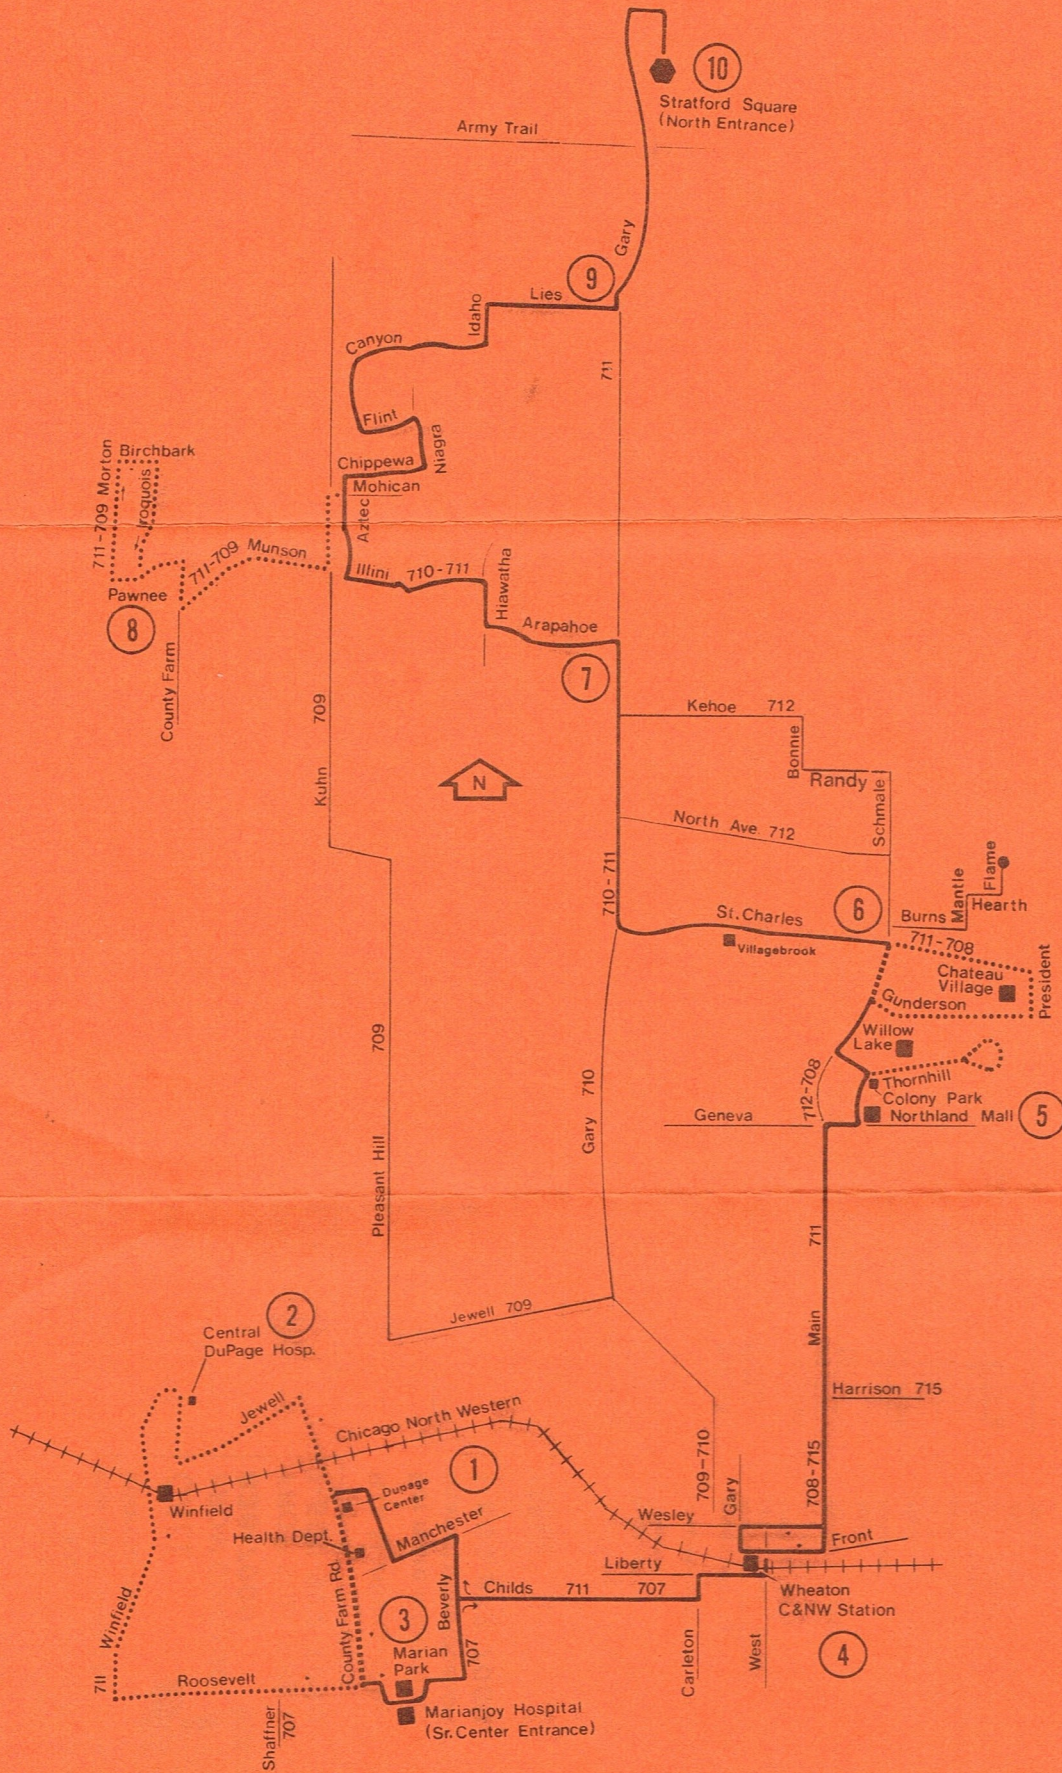 10
Stratford Square
(North Entrance)
Army Trail
Gary
9
Lies
Idaho
Canyon
711
Flint
Niagra
Chippewa
Mohican
Aztec
Birchbark
711-709 Morton
Iroquois
711-709 Munson
Pawnee
8
County Farm
Illini 710-711
Hiawatha
Arapahoe
7
Kehoe 712
Bonnie
Randy
Schmale
709
Kuhn
N
North Ave. 712
710-711
Flame
Mantle
Hearth
6
Burns
St. Charles
Villagebrook
711-708
Chateau
Village
President
Gunderson
Willow
Lake
709
Gary 710
712-708
Thornhill
Colony Park
Northland Mall
5
Geneva
Pleasant Hill
711
Main
Jewell 709
2
Central
DuPage Hosp.
Harrison 715
Jewell
Chicago North Western
1
709-710
Gary
708-715
Winfield
Dupage
Center
Manchester
Wesley
Front
Health Dept.
Liberty
Childs 711 707
Wheaton
C&NW Station
4
Winfield
County Farm Rd.
Beverly
3
Marian
Park
707
Carleton
West
711
Roosevelt
Shaffner
707
Marianjoy Hospital
(Sr. Center Entrance)